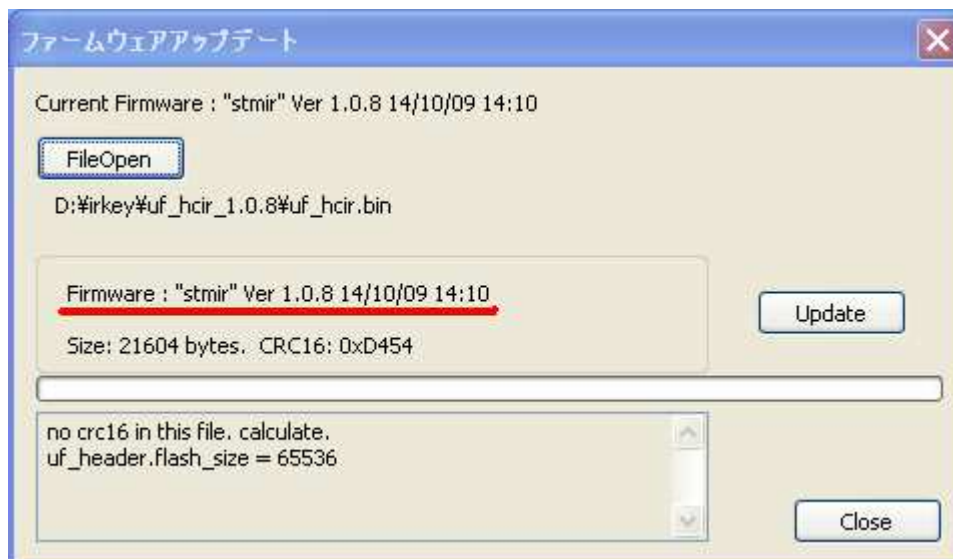 ファームウェアアップデート
Current Firmware : "stmir" Ver 1.0.8 14/10/09 14:10
FileOpen
D:¥irkey¥uf_hcir_1.0.8¥uf_hcir.bin
Firmware : "stmir" Ver 1.0.8 14/10/09 14:10
Update
Size: 21604 bytes. CRC16: 0xD454
no crc16 in this file. calculate.
uf_header.flash_size = 65536
Close